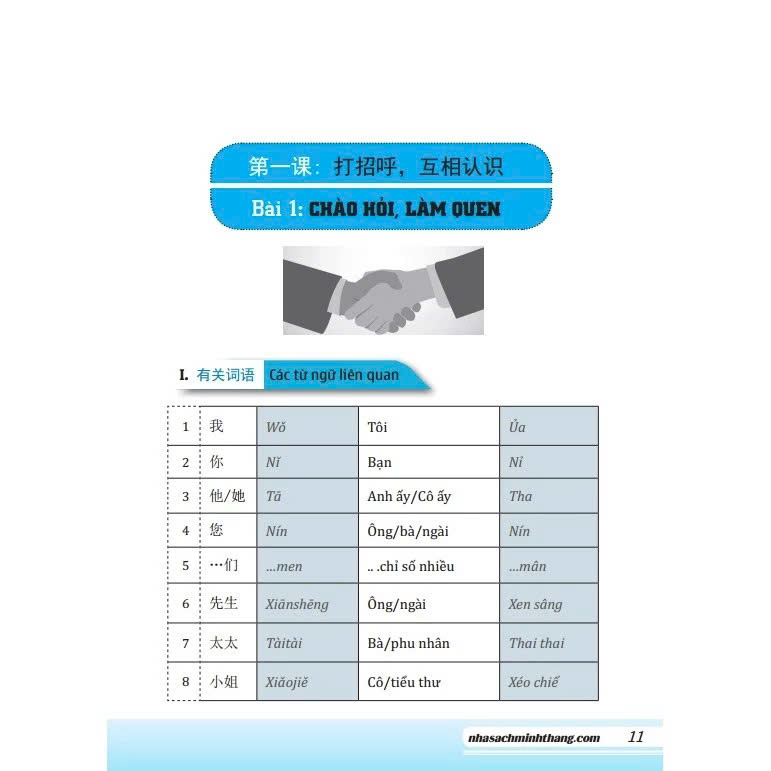 第一课：打招呼，互相认识
Bài 1: CHÀO HỎI, LÀM QUEN
I. 有关词语 Các từ ngữ liên quan
1 我 Wǒ Tôi Ủa
2 你 Nǐ Bạn Nỉ
3 他/她 Tā Anh ấy/Cô ấy Tha
4 您 Nín Ông/bà/ngài Nín
5 …们 ...men .. .chỉ số nhiều ...mân
6 先生 Xiānshēng Ông/ngài Xen sâng
7 太太 Tàitài Bà/phu nhân Thai thai
8 小姐 Xiǎojiě Cô/tiểu thư Xéo chiể
nhasachminhthang.com 11